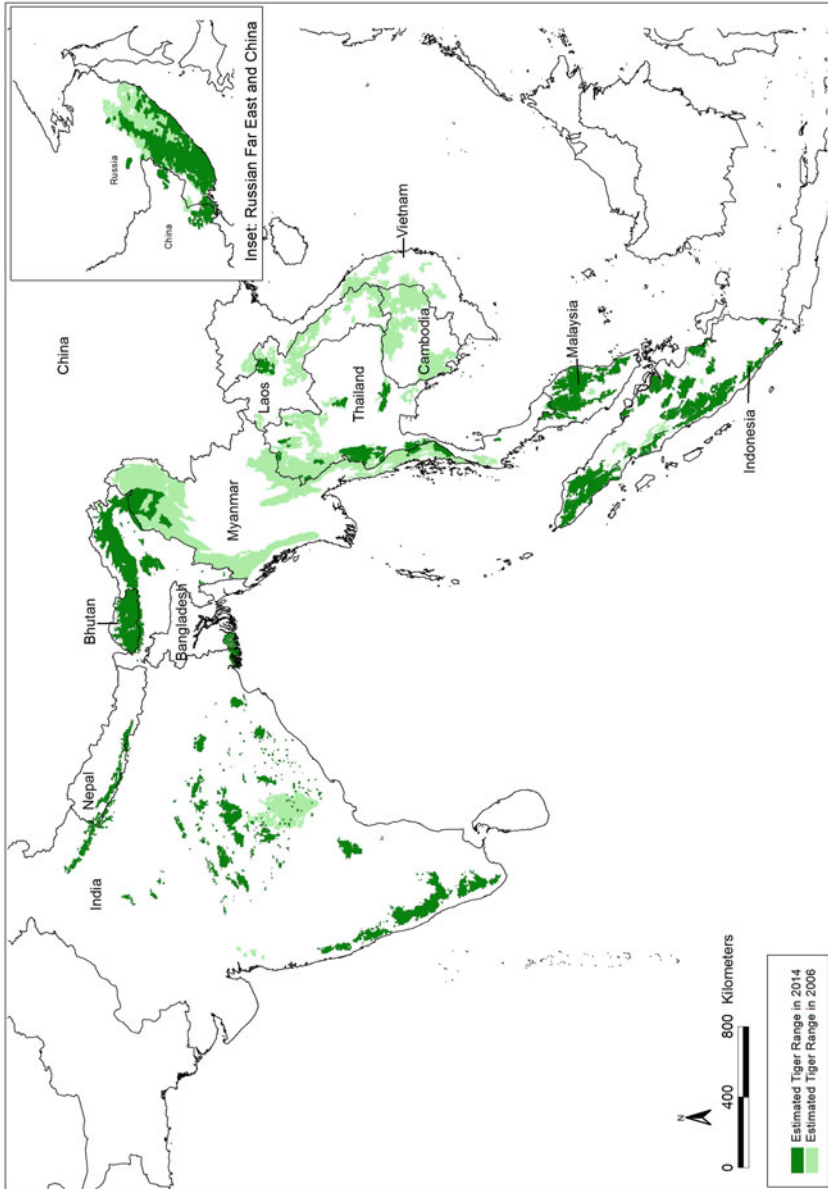 Russia
China
Inset: Russian Far East and China
China
Bhutan
Nepal
India
Bangladesh
Myanmar
Laos
Thailand
Vietnam
Cambodia
Malaysia
Indonesia
N
0 400 800 Kilometers
Estimated Tiger Range in 2014
Estimated Tiger Range in 2006